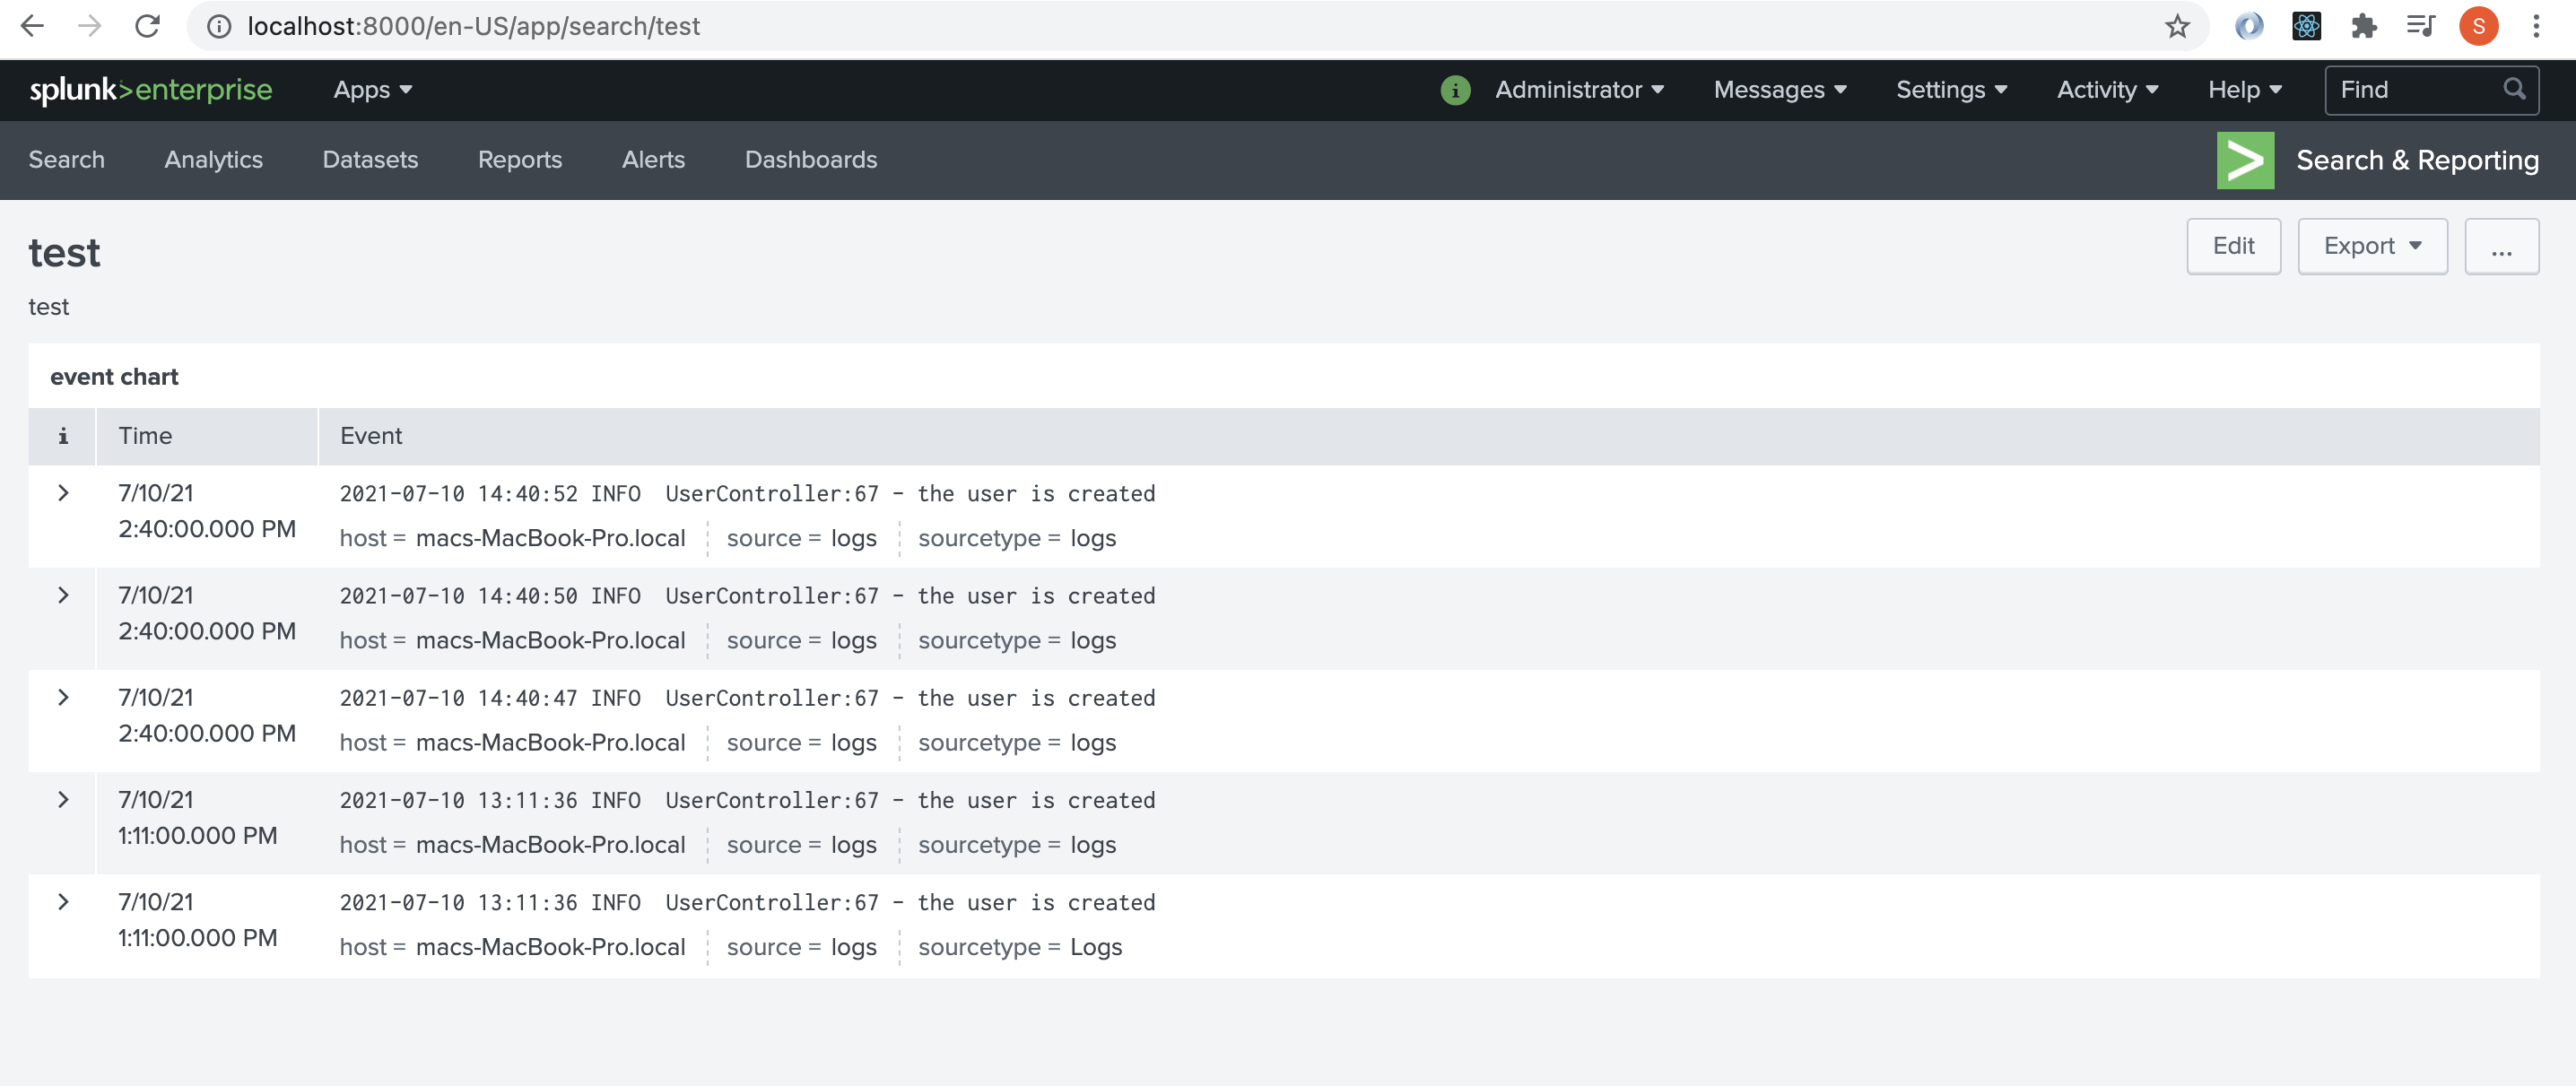 localhost:8000/en-US/app/search/test
S
splunk>enterprise Apps Administrator Messages Settings Activity Help Find
Search Analytics Datasets Reports Alerts Dashboards Search & Reporting
test Edit Export ...
test
event chart
i Time Event
7/10/21 2021-07-10 14:40:52 INFO  UserController:67 - the user is created
2:40:00.000 PM host = macs-MacBook-Pro.local source = logs sourcetype = logs
7/10/21 2021-07-10 14:40:50 INFO  UserController:67 - the user is created
2:40:00.000 PM host = macs-MacBook-Pro.local source = logs sourcetype = logs
7/10/21 2021-07-10 14:40:47 INFO  UserController:67 - the user is created
2:40:00.000 PM host = macs-MacBook-Pro.local source = logs sourcetype = logs
7/10/21 2021-07-10 13:11:36 INFO  UserController:67 - the user is created
1:11:00.000 PM host = macs-MacBook-Pro.local source = logs sourcetype = logs
7/10/21 2021-07-10 13:11:36 INFO  UserController:67 - the user is created
1:11:00.000 PM host = macs-MacBook-Pro.local source = logs sourcetype = Logs